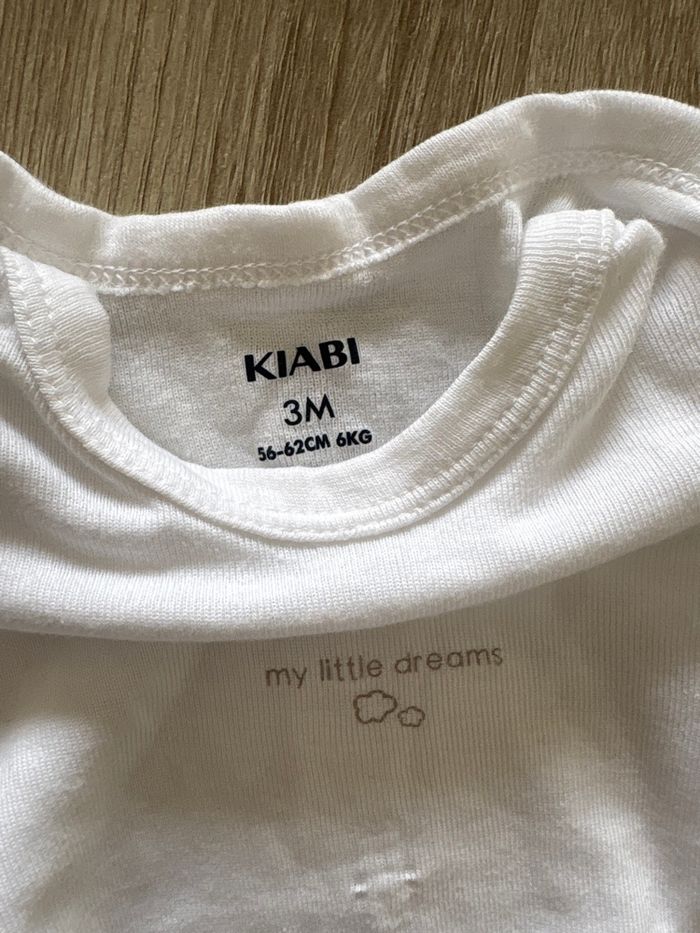 KIABI
3M
56-62CM 6KG
my little dreams